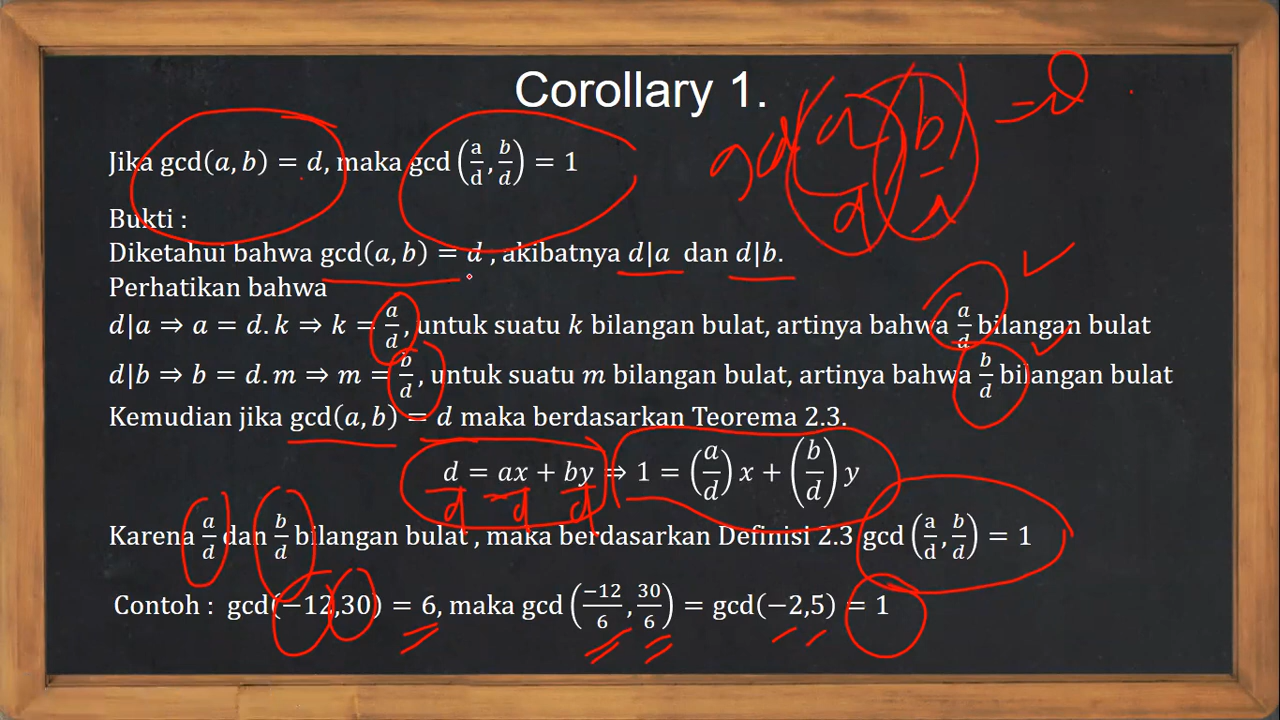 Corollary 1.
Jika gcd(a, b) = d, maka gcd (a/d, b/d) = 1
gcd (a/d, b/d) = d
Bukti :
Diketahui bahwa gcd(a, b) = d , akibatnya d|a dan d|b.
Perhatikan bahwa
d|a ⇒ a = d.k ⇒ k = a/d, untuk suatu k bilangan bulat, artinya bahwa a/d bilangan bulat
d|b ⇒ b = d.m ⇒ m = b/d, untuk suatu m bilangan bulat, artinya bahwa b/d bilangan bulat
Kemudian jika gcd(a, b) = d maka berdasarkan Teorema 2.3.
d = ax + by ⇒ 1 = (a/d) x + (b/d) y
d d d
Karena a/d dan b/d bilangan bulat , maka berdasarkan Definisi 2.3 gcd (a/d, b/d) = 1
Contoh : gcd(−12,30) = 6, maka gcd (−12/6, 30/6) = gcd(−2,5) = 1